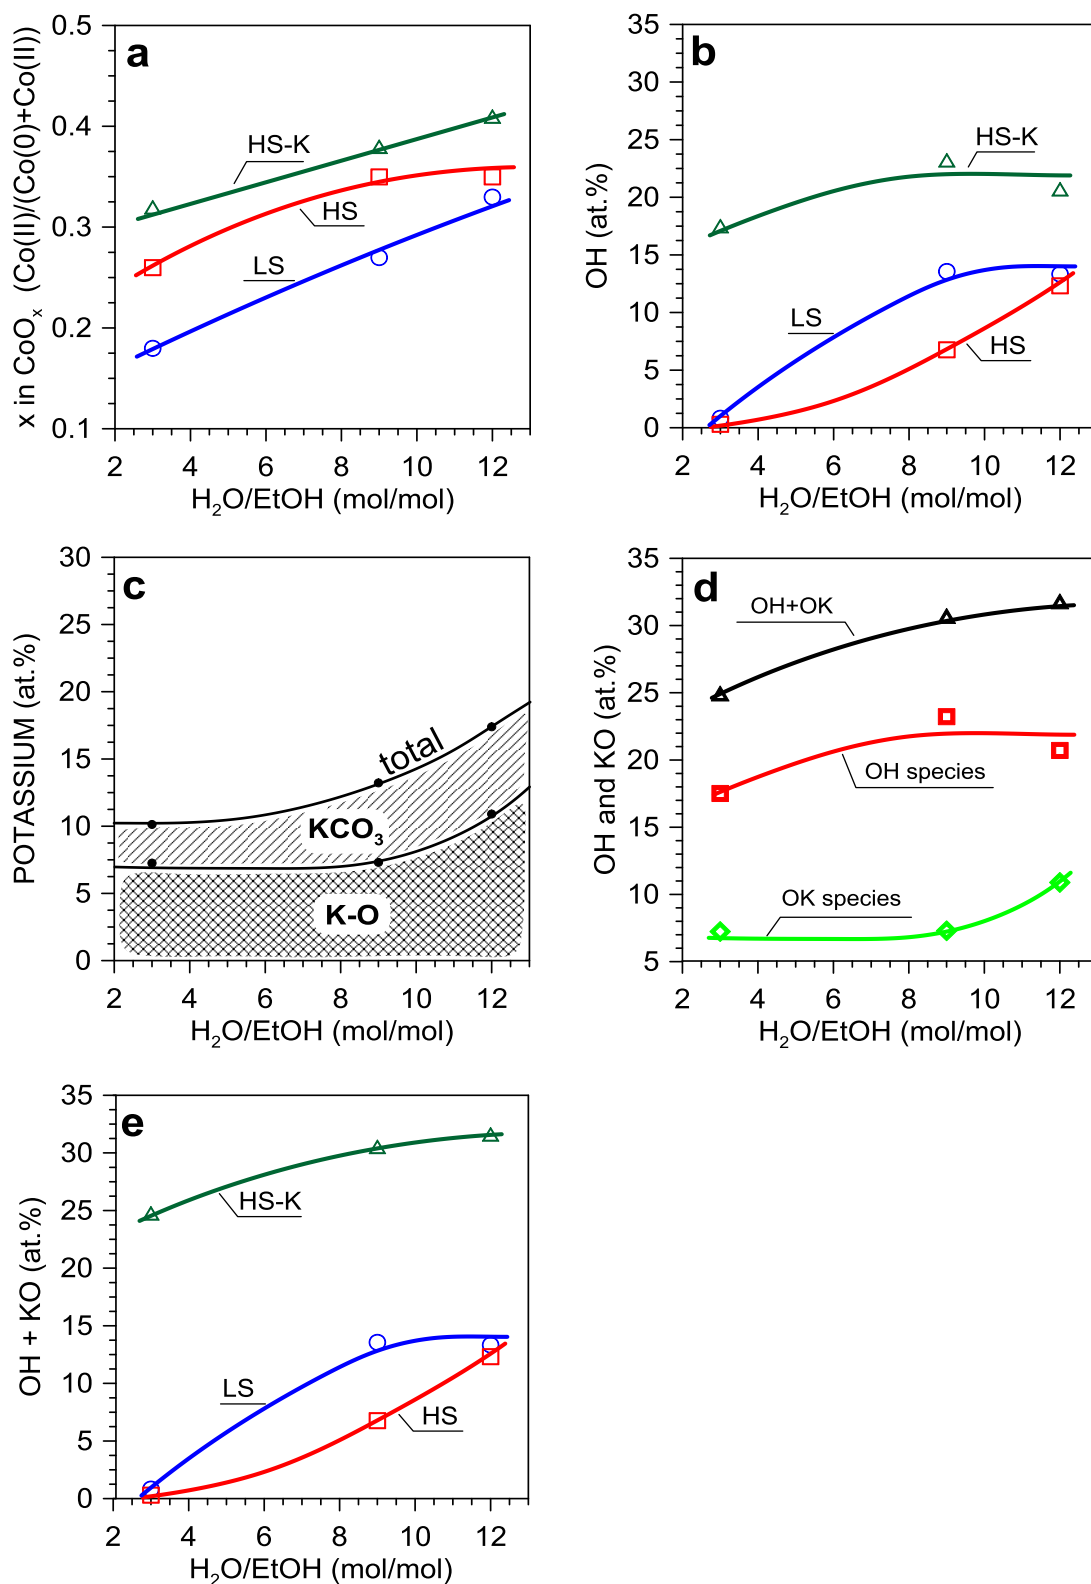 a
x in CoOₓ (Co(II)/(Co(0)+Co(II))
0.5
0.4
0.3
0.2
0.1
HS-K
HS
LS
2 4 6 8 10 12
H₂O/EtOH (mol/mol)
b
OH (at.%)
35
30
25
20
15
10
5
0
HS-K
LS
HS
2 4 6 8 10 12
H₂O/EtOH (mol/mol)
c
POTASSIUM (at.%)
30
25
20
15
10
5
0
total
KCO₃
K-O
2 4 6 8 10 12
H₂O/EtOH (mol/mol)
d
OH and KO (at.%)
35
30
25
20
15
10
5
OH+OK
OH species
OK species
2 4 6 8 10 12
H₂O/EtOH (mol/mol)
e
OH + KO (at.%)
35
30
25
20
15
10
5
0
HS-K
LS
HS
2 4 6 8 10 12
H₂O/EtOH (mol/mol)